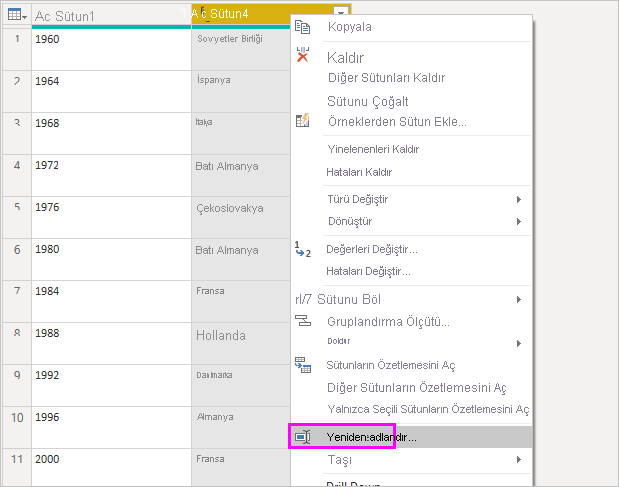 Ac Sütun1
Ac Sütun4
1 1960 Sovyetler Birliği
2 1964 İspanya
3 1968 İtalya
4 1972 Batı Almanya
5 1976 Çekoslovakya
6 1980 Batı Almanya
7 1984 Fransa
8 1988 Hollanda
9 1992 Danimarka
10 1996 Almanya
11 2000 Fransa
Kopyala
Kaldır
Diğer Sütunları Kaldır
Sütunu Çoğalt
Örneklerden Sütun Ekle...
Yinelenenleri Kaldır
Hataları Kaldır
Türü Değiştir
Dönüştür
Değerleri Değiştir...
Hataları Değiştir...
rl/7 Sütunu Böl
Gruplandırma Ölçütü...
Doldur
Sütunların Özetlemesini Aç
Diğer Sütunların Özetlemesini Aç
Yalnızca Seçili Sütunların Özetlemesini Aç
Yeniden adlandır...
Taşı
Drill Down